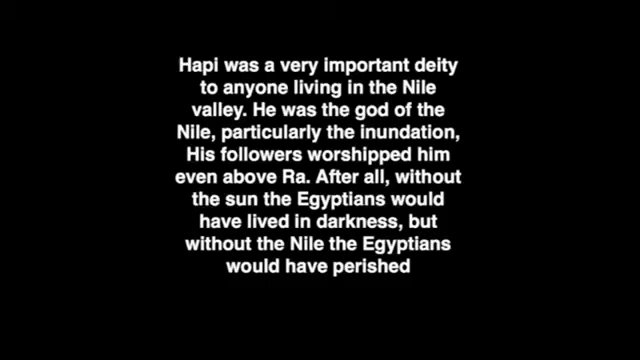 Hapi was a very important deity
to anyone living in the Nile
valley. He was the god of the
Nile, particularly the inundation,
His followers worshipped him
even above Ra. After all, without
the sun the Egyptians would
have lived in darkness, but
without the Nile the Egyptians
would have perished